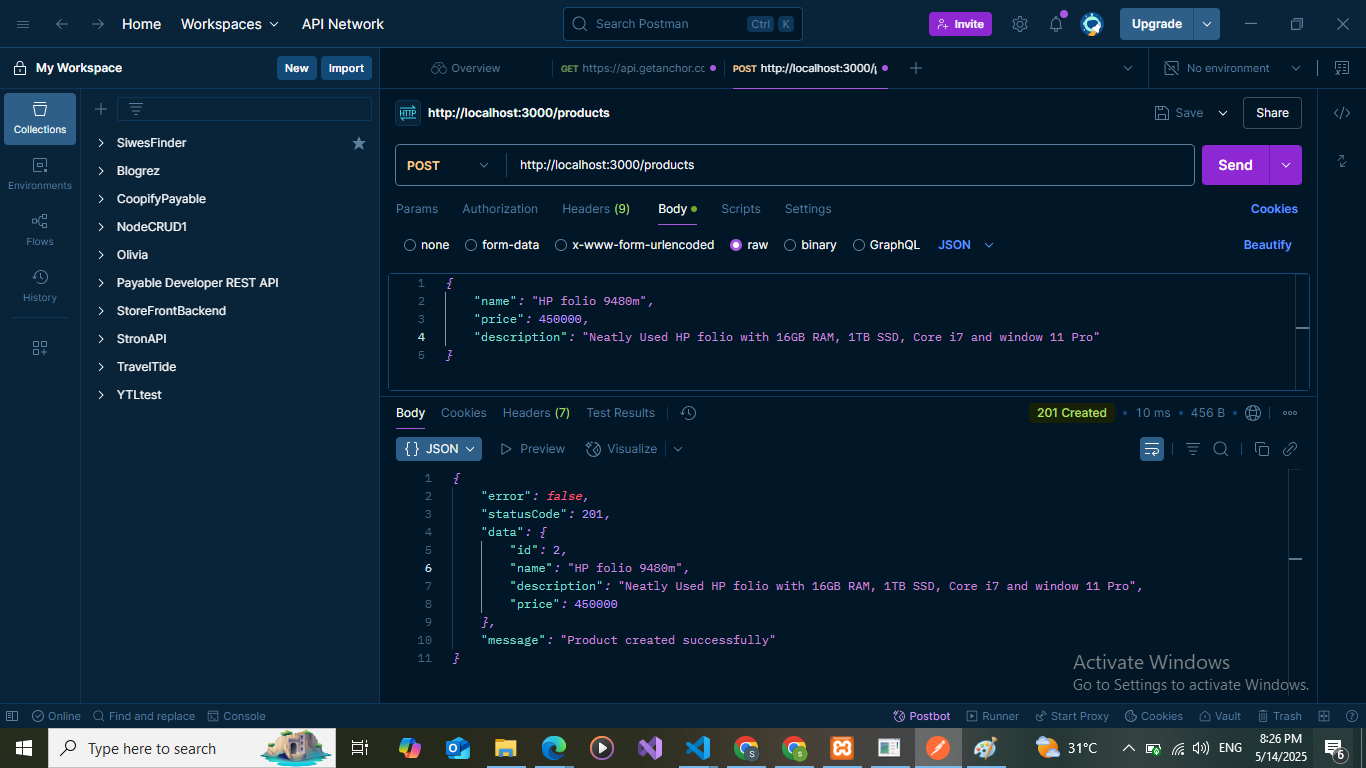 Home Workspaces API Network Search Postman Ctrl K Invite Upgrade
My Workspace New Import Overview GET https://api.getanchor.cc POST http://localhost:3000/p No environment
Collections
Environments
Flows
History
SiwesFinder
Blogrez
CoopifyPayable
NodeCRUD1
Olivia
Payable Developer REST API
StoreFrontBackend
StronAPI
TravelTide
YTLtest
HTTP http://localhost:3000/products Save Share
POST http://localhost:3000/products Send
Params Authorization Headers (9) Body Scripts Settings Cookies
none form-data x-www-form-urlencoded raw binary GraphQL JSON Beautify
1 {
2 "name": "HP folio 9480m",
3 "price": 450000,
4 "description": "Neatly Used HP folio with 16GB RAM, 1TB SSD, Core i7 and window 11 Pro"
5 }
Body Cookies Headers (7) Test Results 201 Created • 10 ms • 456 B •
{} JSON Preview Visualize
1 {
2 "error": false,
3 "statusCode": 201,
4 "data": {
5 "id": 2,
6 "name": "HP folio 9480m",
7 "description": "Neatly Used HP folio with 16GB RAM, 1TB SSD, Core i7 and window 11 Pro",
8 "price": 450000
9 },
10 "message": "Product created successfully"
11 }
Activate Windows
Go to Settings to activate Windows.
Online Find and replace Console Postbot Runner Start Proxy Cookies Vault Trash
Type here to search 31°C ENG 8:26 PM
5/14/2025 6